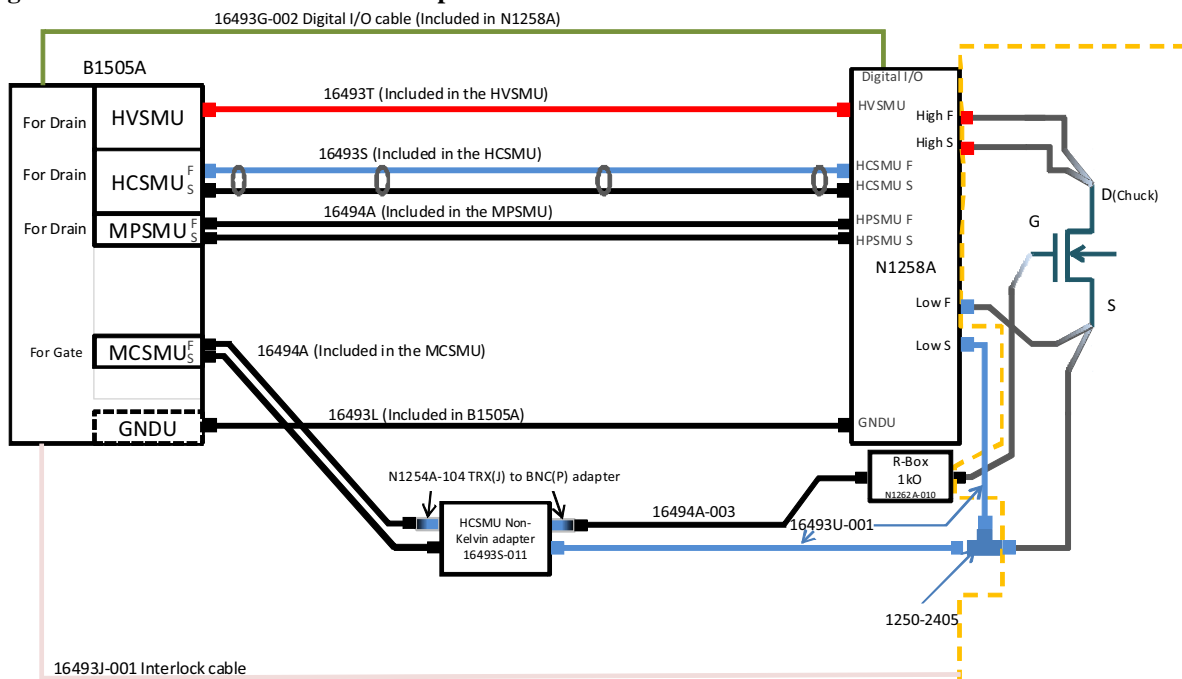 16493G-002 Digital I/O cable (Included in N1258A)
B1505A
Digital I/O
For Drain
HVSMU
16493T (Included in the HVSMU)
HVSMU
High F
High S
For Drain
HCSMU
F
S
16493S (Included in the HCSMU)
HCSMU F
HCSMU S
D(Chuck)
For Drain
MPSMU
F
S
16494A (Included in the MPSMU)
HPSMU F
HPSMU S
G
N1258A
Low F
S
For Gate
MCSMU
F
S
16494A (Included in the MCSMU)
Low S
GNDU
16493L (Included in B1505A)
GNDU
R-Box
1kO
N1262A-010
N1254A-104 TRX(J) to BNC(P) adapter
HCSMU Non-
Kelvin adapter
16493S-011
16494A-003
16493U-001
1250-2405
16493J-001 Interlock cable